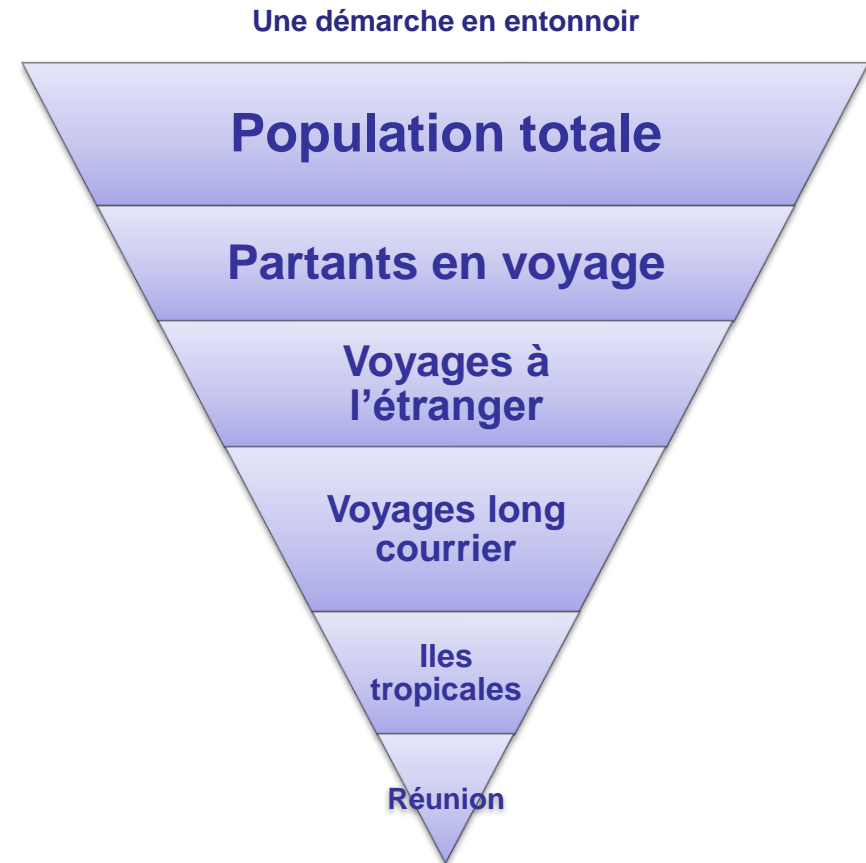 Une démarche en entonnoir
Population totale
Partants en voyage
Voyages à
l’étranger
Voyages long
courrier
Iles
tropicales
Réunion